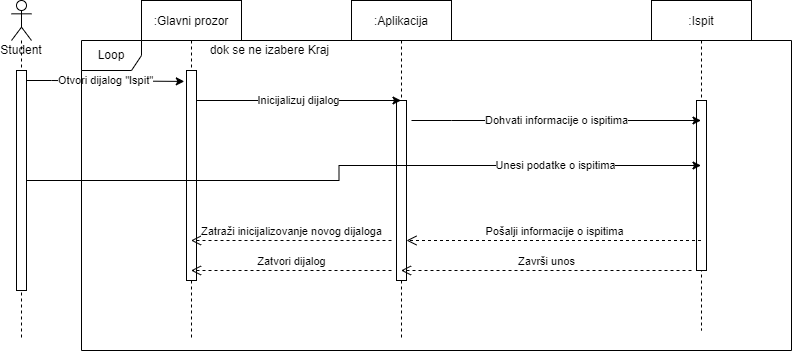 :Glavni prozor
:Aplikacija
:Ispit
Student
Loop
dok se ne izabere Kraj
Otvori dijalog "Ispit"
Inicijalizuj dijalog
Dohvati informacije o ispitima
Unesi podatke o ispitima
Zatraži inicijalizovanje novog dijaloga
Pošalji informacije o ispitima
Zatvori dijalog
Završi unos